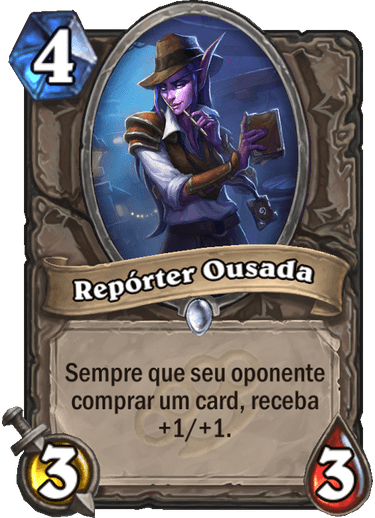 4
Repórter Ousada
Sempre que seu oponente
comprar um card, receba
+1/+1.
3
3